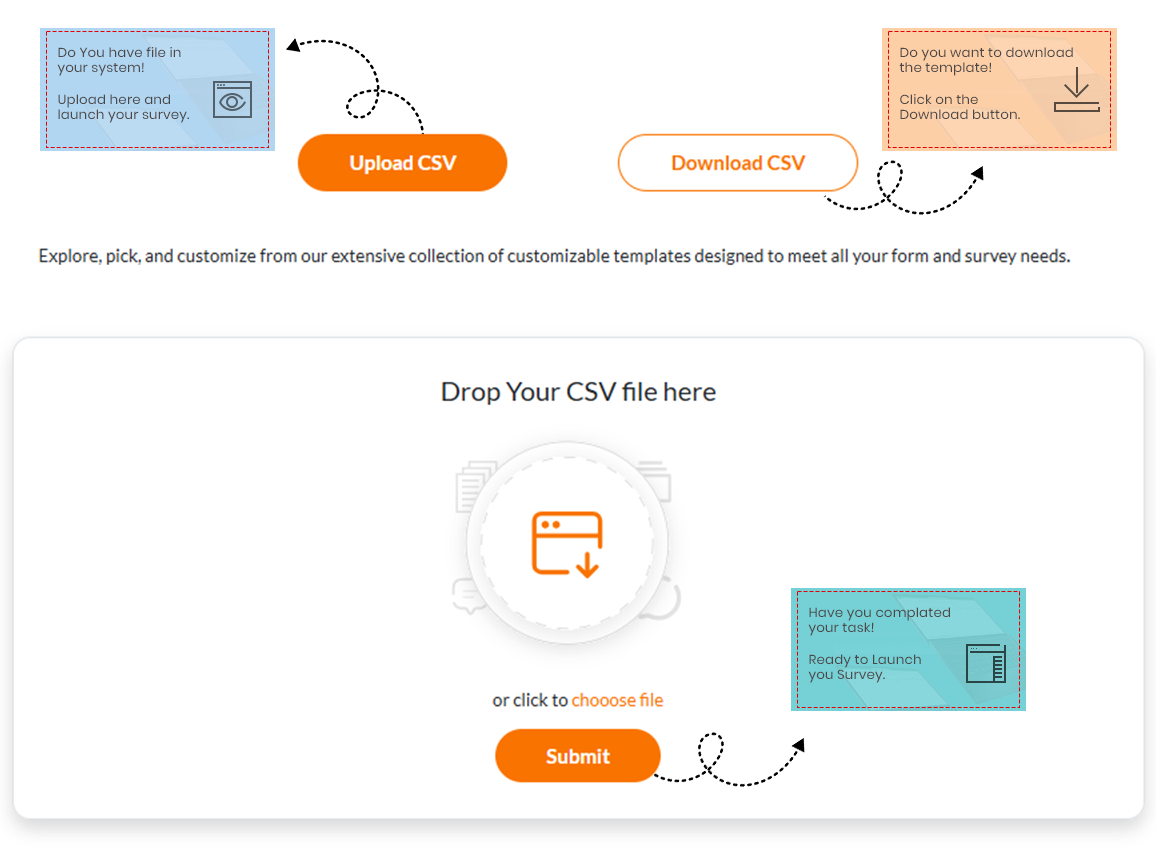 Do You have file in
your system!
Upload here and
launch your survey.
Do you want to download
the template!
Click on the
Download button.
Upload CSV
Download CSV
Explore, pick, and customize from our extensive collection of customizable templates designed to meet all your form and survey needs.
Drop Your CSV file here
Have you complated
your task!
Ready to Launch
you Survey.
or click to chooose file
Submit